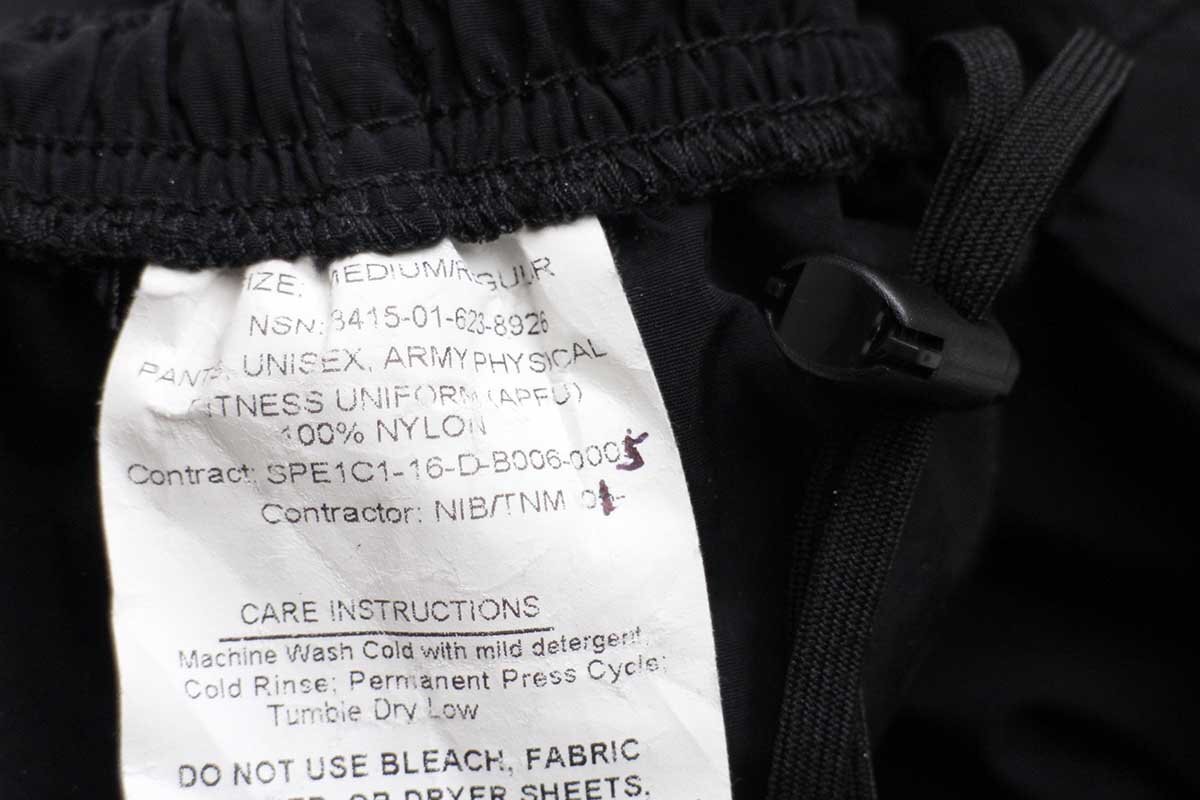 SIZE: MEDIUM/REGULR
NSN: 8415-01-623-8926
PANTS, UNISEX, ARMY PHYSICAL
FITNESS UNIFORM (APFU)
100% NYLON
Contract: SPE1C1-16-D-B006-0005
Contractor: NIB/TNM
CARE INSTRUCTIONS
Machine Wash Cold with mild detergent,
Cold Rinse; Permanent Press Cycle;
Tumble Dry Low
DO NOT USE BLEACH, FABRIC
OR DRYER SHEETS.